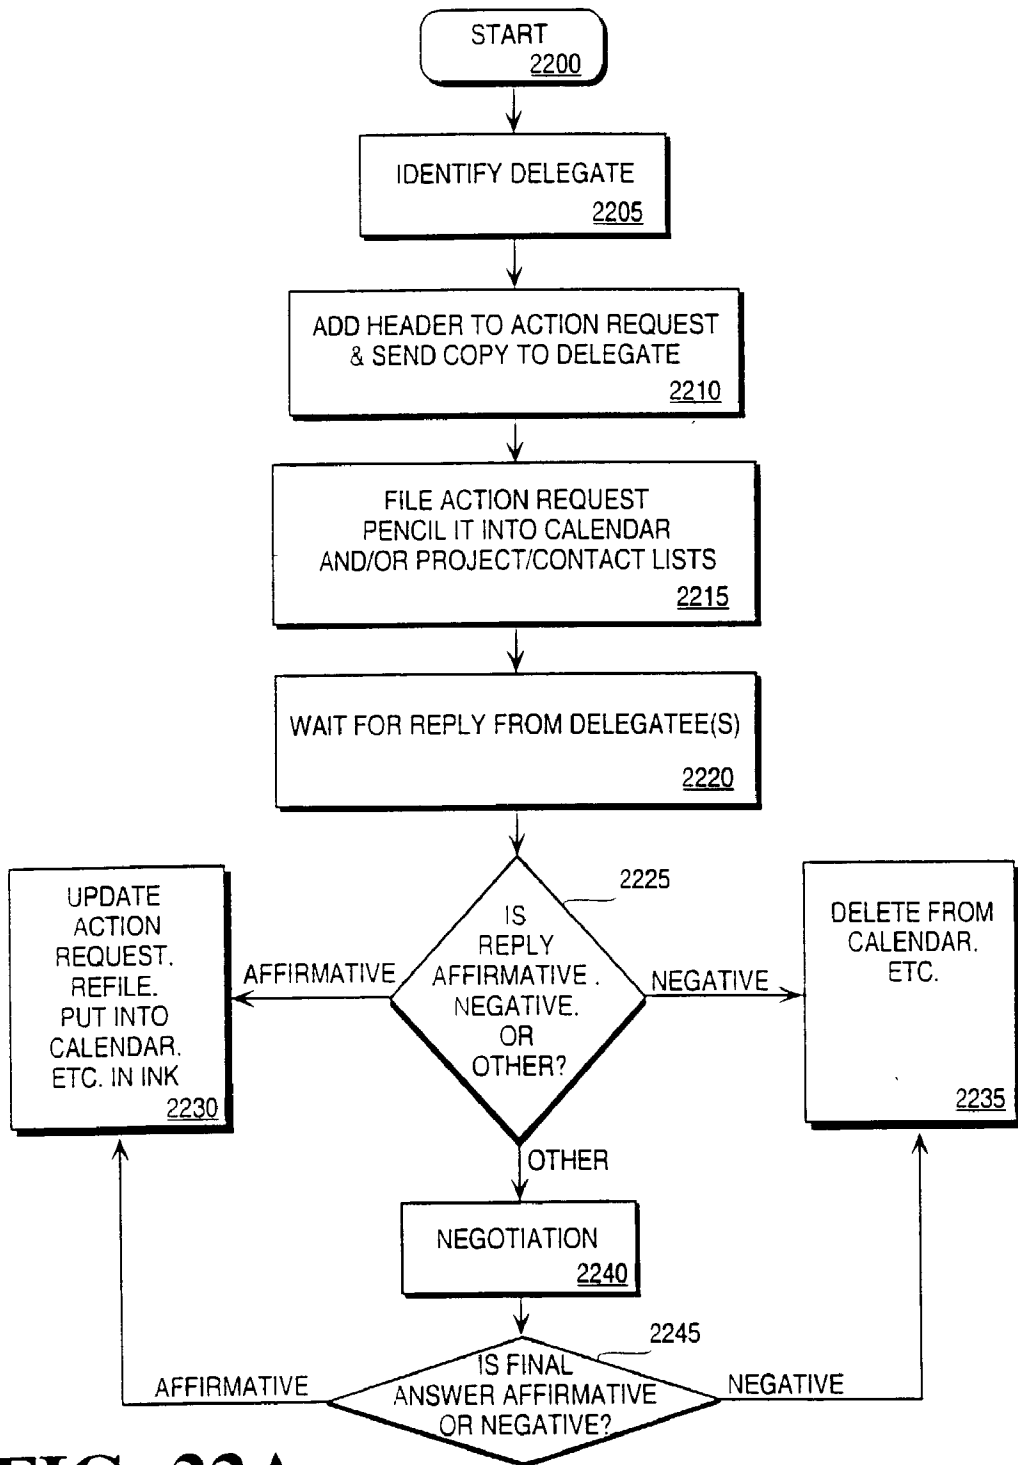 START
2200
IDENTIFY DELEGATE
2205
ADD HEADER TO ACTION REQUEST
& SEND COPY TO DELEGATE
2210
FILE ACTION REQUEST
PENCIL IT INTO CALENDAR
AND/OR PROJECT/CONTACT LISTS
2215
WAIT FOR REPLY FROM DELEGATEE(S)
2220
2225
IS
REPLY
AFFIRMATIVE.
NEGATIVE.
OR
OTHER?
AFFIRMATIVE
NEGATIVE
UPDATE
ACTION
REQUEST.
REFILE.
PUT INTO
CALENDAR.
ETC. IN INK
2230
DELETE FROM
CALENDAR.
ETC.
2235
OTHER
NEGOTIATION
2240
2245
IS FINAL
ANSWER AFFIRMATIVE
OR NEGATIVE?
AFFIRMATIVE
NEGATIVE
FIG. 22A